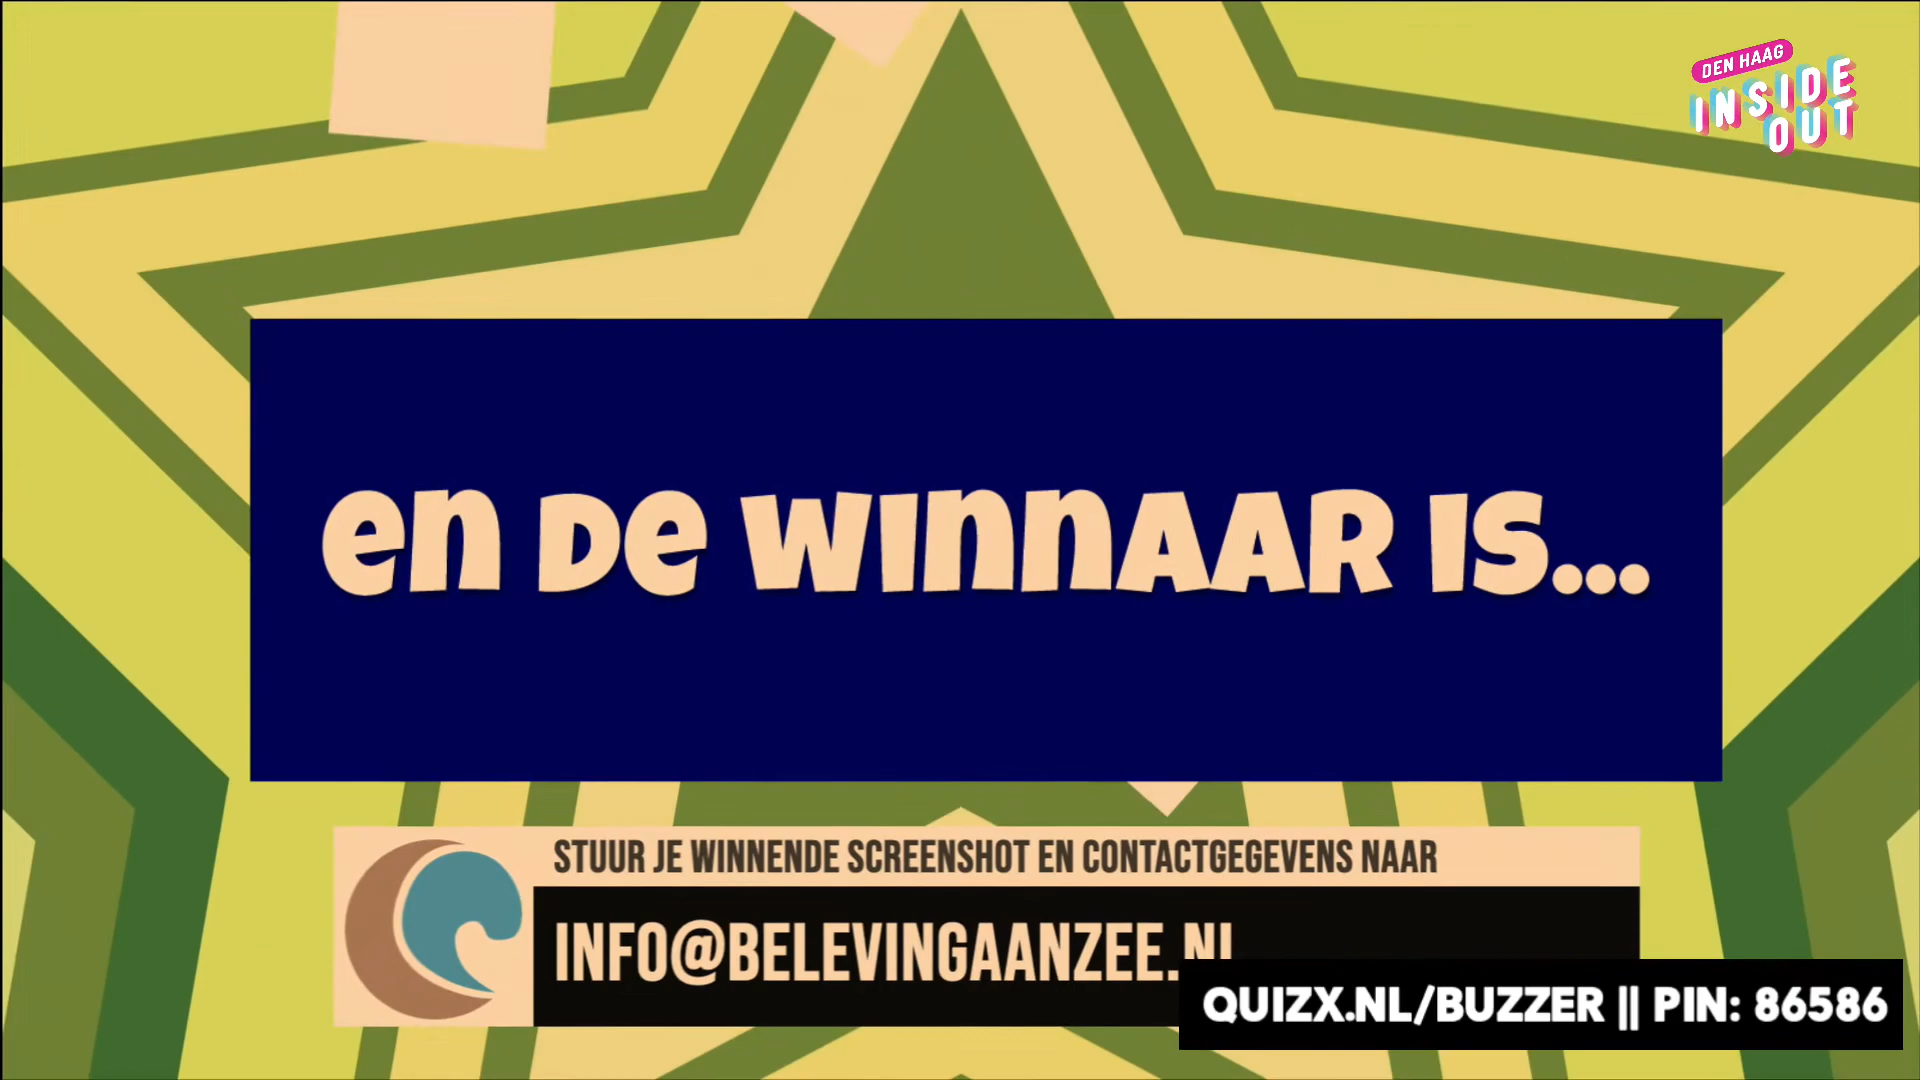 DEN HAAG
INSIDE
OUT
en de winnaar is...
STUUR JE WINNENDE SCREENSHOT EN CONTACTGEGEVENS NAAR
INFO@BELEVINGAANZEE.NL
QUIZX.NL/BUZZER || PIN: 86586